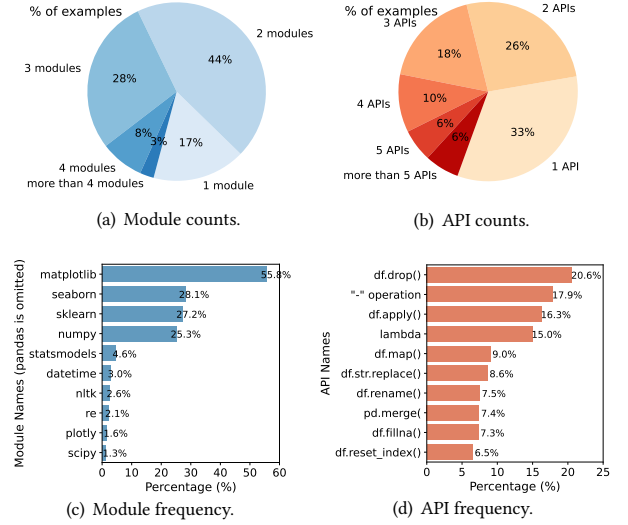 % of examples
2 modules
44%
3 modules
28%
8%
3%
17%
4 modules
more than 4 modules
1 module
(a) Module counts.
% of examples
2 APIs
3 APIs
26%
18%
4 APIs
10%
6%
6%
33%
5 APIs
more than 5 APIs
1 API
(b) API counts.
Module Names (pandas is omitted)
matplotlib 55.8%
seaborn 28.1%
sklearn 27.2%
numpy 25.3%
statsmodels 4.6%
datetime 3.0%
nltk 2.6%
re 2.1%
plotly 1.6%
scipy 1.3%
0 10 20 30 40 50 60
Percentage (%)
(c) Module frequency.
API Names
df.drop() 20.6%
"-" operation 17.9%
df.apply() 16.3%
lambda 15.0%
df.map() 9.0%
df.str.replace() 8.6%
df.rename() 7.5%
pd.merge( 7.4%
df.fillna() 7.3%
df.reset_index() 6.5%
0 5 10 15 20 25
Percentage (%)
(d) API frequency.